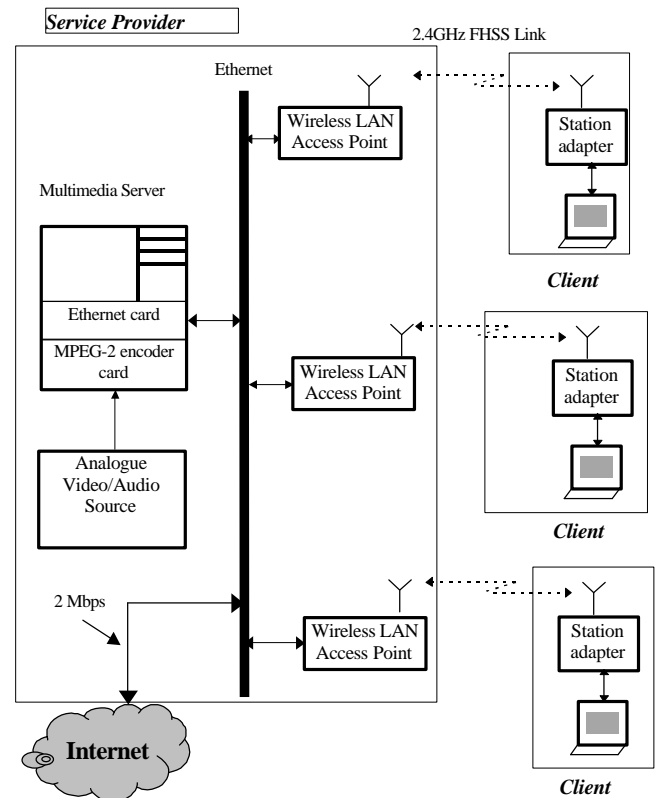 Service Provider
2.4GHz FHSS Link
Ethernet
Wireless LAN
Access Point
Station
adapter
Client
Multimedia Server
Ethernet card
MPEG-2 encoder
card
Analogue
Video/Audio
Source
Wireless LAN
Access Point
Station
adapter
Client
2 Mbps
Wireless LAN
Access Point
Station
adapter
Client
Internet